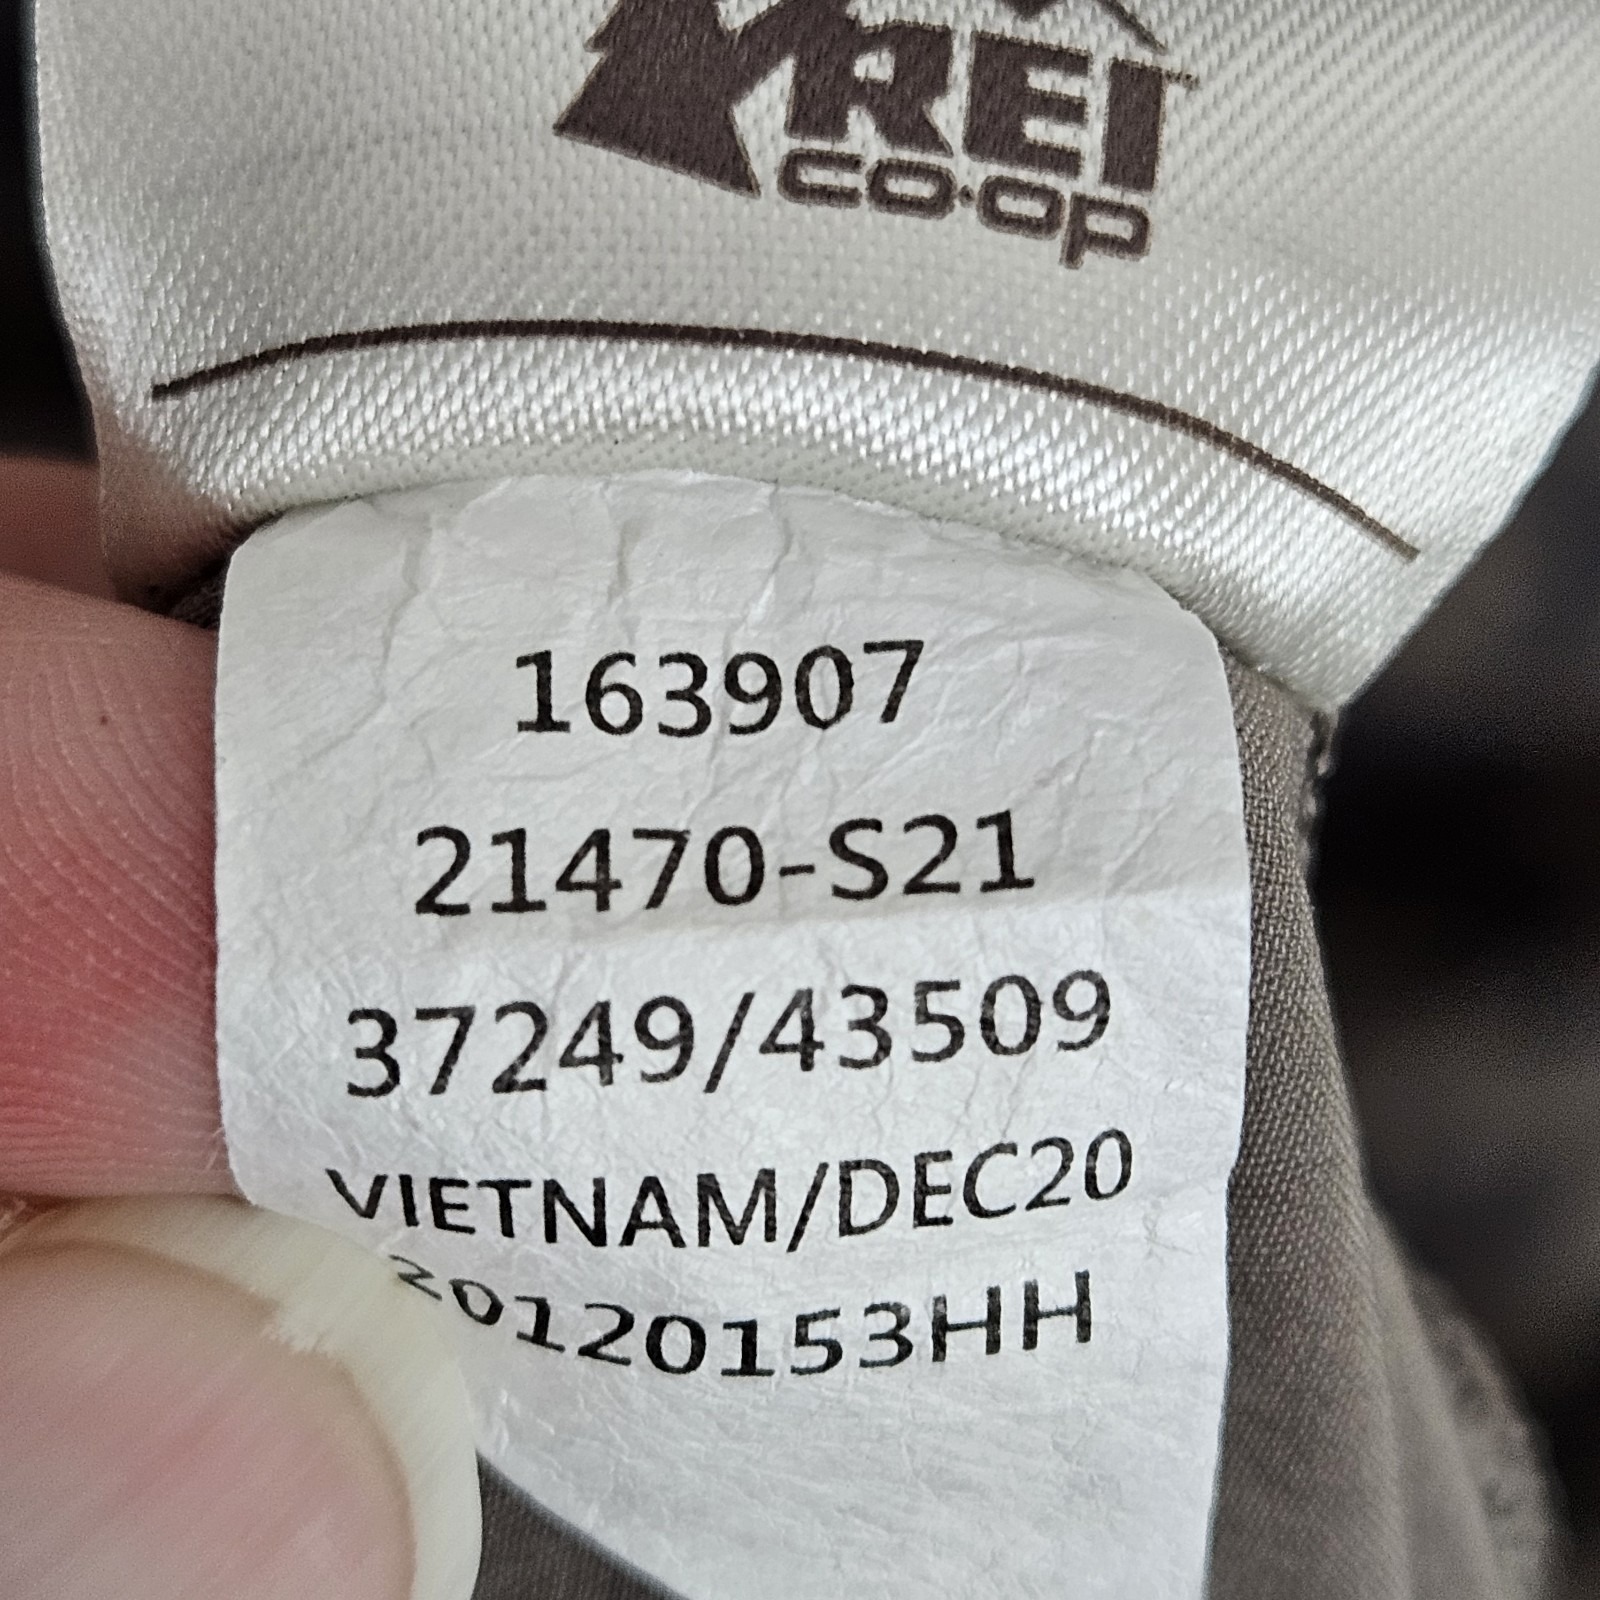 REI
co·op
163907
21470-S21
37249/43509
VIETNAM/DEC20
20120153HH